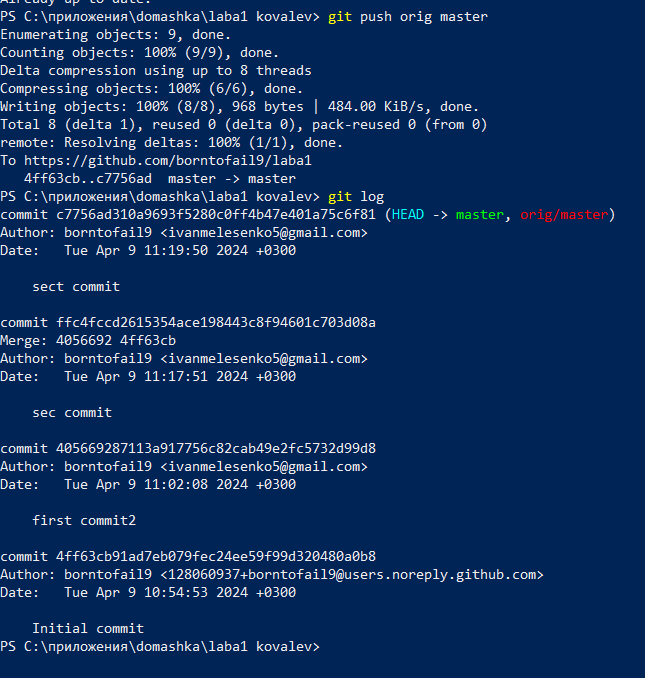 Already up to date.
PS C:\приложения\domashka\laba1 kovalev> git push orig master
Enumerating objects: 9, done.
Counting objects: 100% (9/9), done.
Delta compression using up to 8 threads
Compressing objects: 100% (6/6), done.
Writing objects: 100% (8/8), 968 bytes | 484.00 KiB/s, done.
Total 8 (delta 1), reused 0 (delta 0), pack-reused 0 (from 0)
remote: Resolving deltas: 100% (1/1), done.
To https://github.com/borntofail9/laba1
   4ff63cb..c7756ad  master -> master
PS C:\приложения\domashka\laba1 kovalev> git log
commit c7756ad310a9693f5280c0ff4b47e401a75c6f81 (HEAD -> master, orig/master)
Author: borntofail9 <ivanmelesenko5@gmail.com>
Date:   Tue Apr 9 11:19:50 2024 +0300
    sect commit
commit ffc4fccd2615354ace198443c8f94601c703d08a
Merge: 4056692 4ff63cb
Author: borntofail9 <ivanmelesenko5@gmail.com>
Date:   Tue Apr 9 11:17:51 2024 +0300
    sec commit
commit 405669287113a917756c82cab49e2fc5732d99d8
Author: borntofail9 <ivanmelesenko5@gmail.com>
Date:   Tue Apr 9 11:02:08 2024 +0300
    first commit2
commit 4ff63cb91ad7eb079fec24ee59f99d320480a0b8
Author: borntofail9 <128060937+borntofail9@users.noreply.github.com>
Date:   Tue Apr 9 10:54:53 2024 +0300
    Initial commit
PS C:\приложения\domashka\laba1 kovalev>